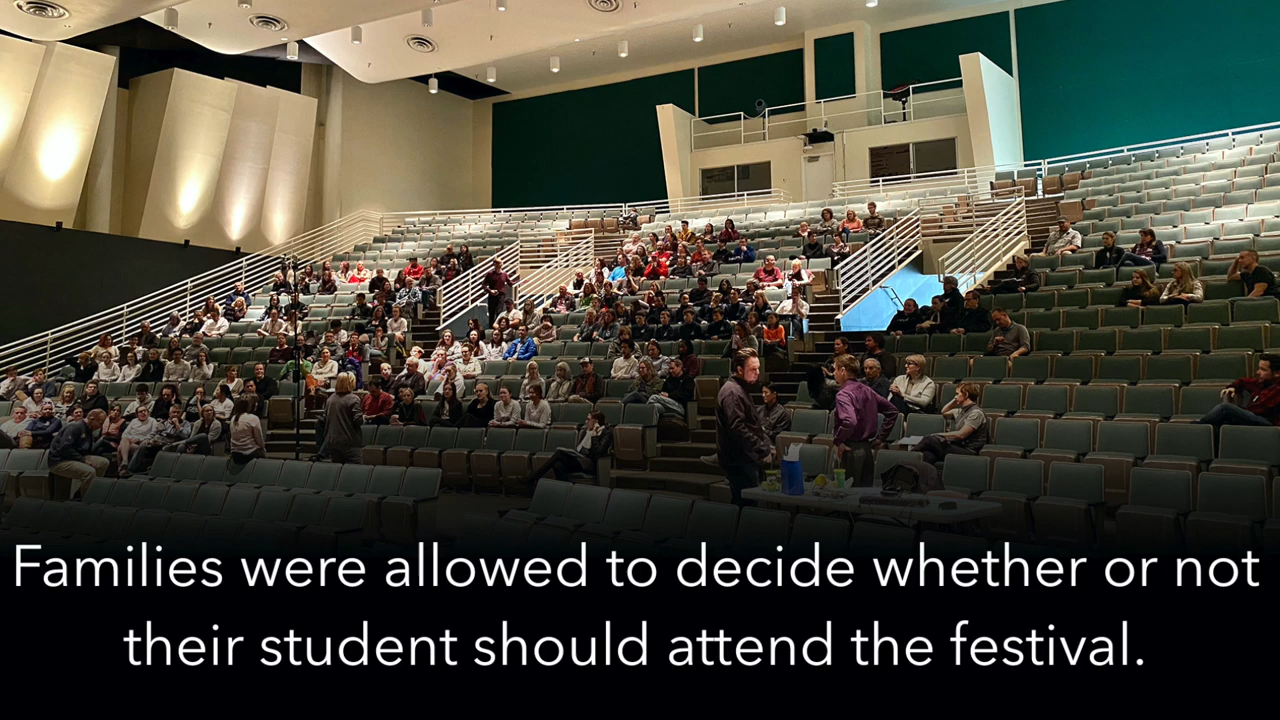 Families were allowed to decide whether or not
their student should attend the festival.